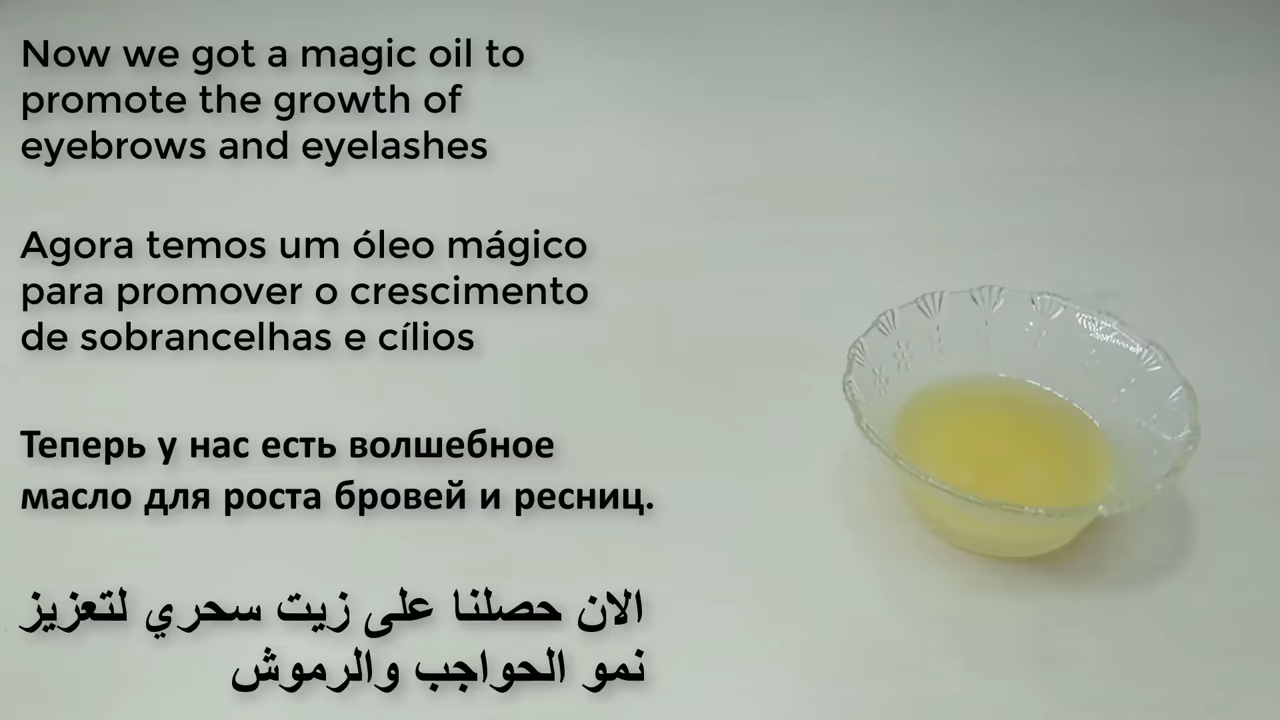 Now we got a magic oil to
promote the growth of
eyebrows and eyelashes
Agora temos um óleo mágico
para promover o crescimento
de sobrancelhas e cílios
Теперь у нас есть волшебное
масло для роста бровей и ресниц.
الان حصلنا على زيت سحري لتعزيز
نمو الحواجب والرموش